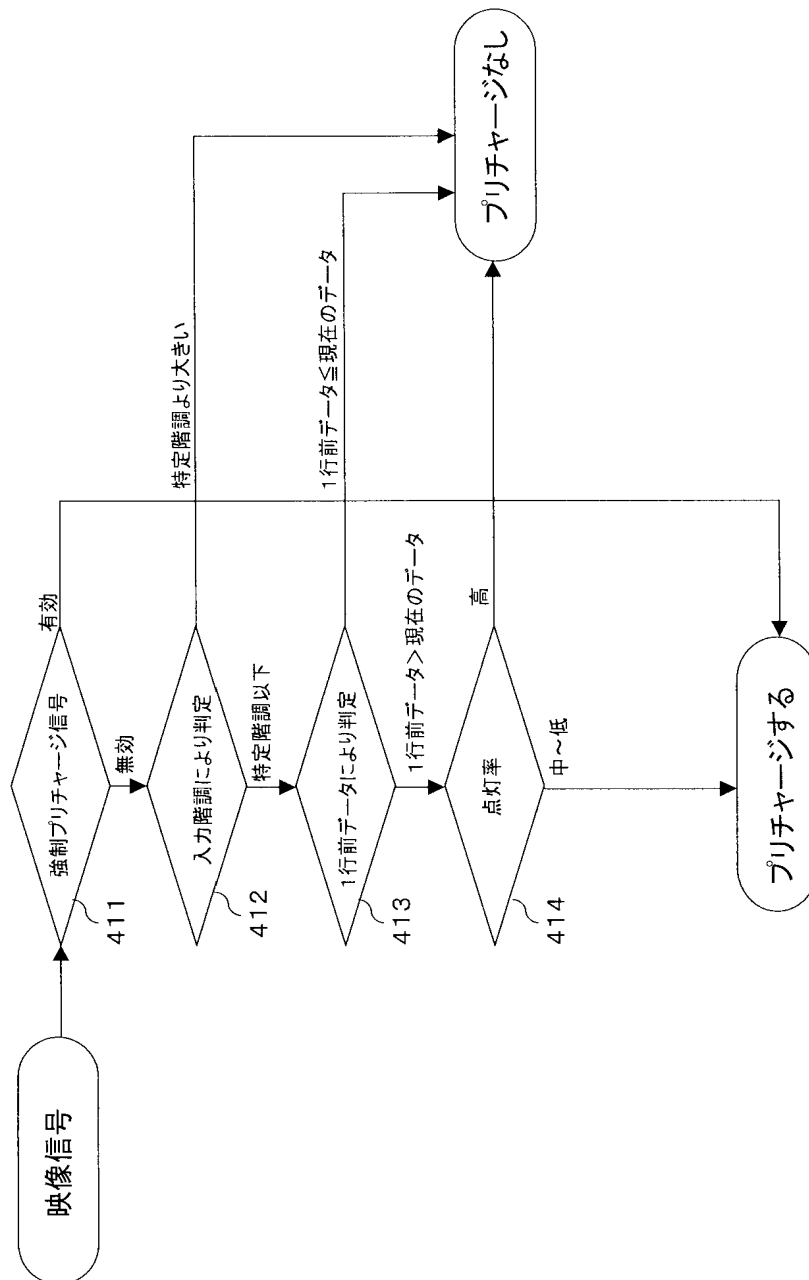 映像信号
強制プリチャージ信号
411
有効
無効
入力階調により判定
412
特定階調より大きい
特定階調以下
1行前データにより判定
413
1行前データ≦現在のデータ
1行前データ>現在のデータ
点灯率
414
高
中~低
プリチャージなし
プリチャージする